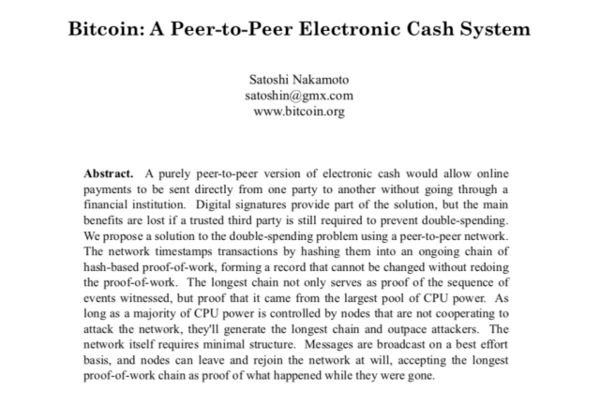 Bitcoin: A Peer-to-Peer Electronic Cash System
Satoshi Nakamoto
satoshin@gmx.com
www.bitcoin.org
Abstract. A purely peer-to-peer version of electronic cash would allow online
payments to be sent directly from one party to another without going through a
financial institution. Digital signatures provide part of the solution, but the main
benefits are lost if a trusted third party is still required to prevent double-spending.
We propose a solution to the double-spending problem using a peer-to-peer network.
The network timestamps transactions by hashing them into an ongoing chain of
hash-based proof-of-work, forming a record that cannot be changed without redoing
the proof-of-work. The longest chain not only serves as proof of the sequence of
events witnessed, but proof that it came from the largest pool of CPU power. As
long as a majority of CPU power is controlled by nodes that are not cooperating to
attack the network, they'll generate the longest chain and outpace attackers. The
network itself requires minimal structure. Messages are broadcast on a best effort
basis, and nodes can leave and rejoin the network at will, accepting the longest
proof-of-work chain as proof of what happened while they were gone.